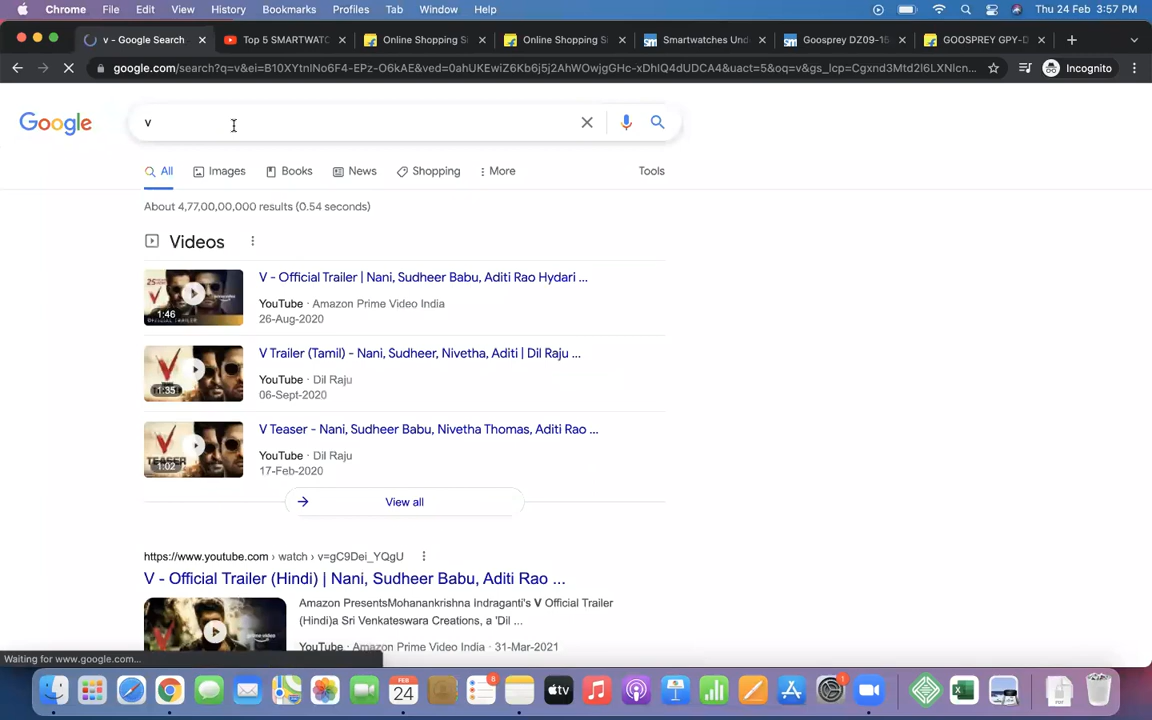 Chrome File Edit View History Bookmarks Profiles Tab Window Help Thu 24 Feb 3:57 PM
v - Google Search Top 5 SMARTWATC Online Shopping Si Online Shopping Si Smartwatches Und Goosprey DZ09-15 GOOSPREY GPY-D
google.com/search?q=v&ei=B10XYtnINo6F4-EPz-O6kAE&ved=0ahUKEwiZ6Kb6j5j2AhWOwjgGHc-xDhIQ4dUDCA4&uact=5&oq=v&gs_lcp=Cgxnd3Mtd2l6LXNlcn... Incognito
Google v
All Images Books News Shopping More Tools
About 4,77,00,00,000 results (0.54 seconds)
Videos
V - Official Trailer | Nani, Sudheer Babu, Aditi Rao Hydari ...
YouTube · Amazon Prime Video India
1:46
26-Aug-2020
V Trailer (Tamil) - Nani, Sudheer, Nivetha, Aditi | Dil Raju ...
YouTube · Dil Raju
1:35
06-Sept-2020
V Teaser - Nani, Sudheer Babu, Nivetha Thomas, Aditi Rao ...
YouTube · Dil Raju
1:02
17-Feb-2020
View all
https://www.youtube.com › watch › v=gC9Dei_YQgU
V - Official Trailer (Hindi) | Nani, Sudheer Babu, Aditi Rao ...
Amazon PresentsMohanankrishna Indraganti's V Official Trailer
(Hindi)a Sri Venkateswara Creations, a 'Dil ...
YouTube · Amazon Prime Video India · 31-Mar-2021
Waiting for www.google.com...
FEB
24
8
tv
1